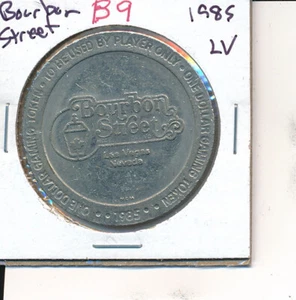 Bourbon
Street
B9
1985
LV
TO BE USED BY PLAYER ONLY • ONE DOLLAR GAMING TOKEN • 1985 • ONE DOLLAR GAMING TOKEN •
Bourbon
Street
Las Vegas
Nevada